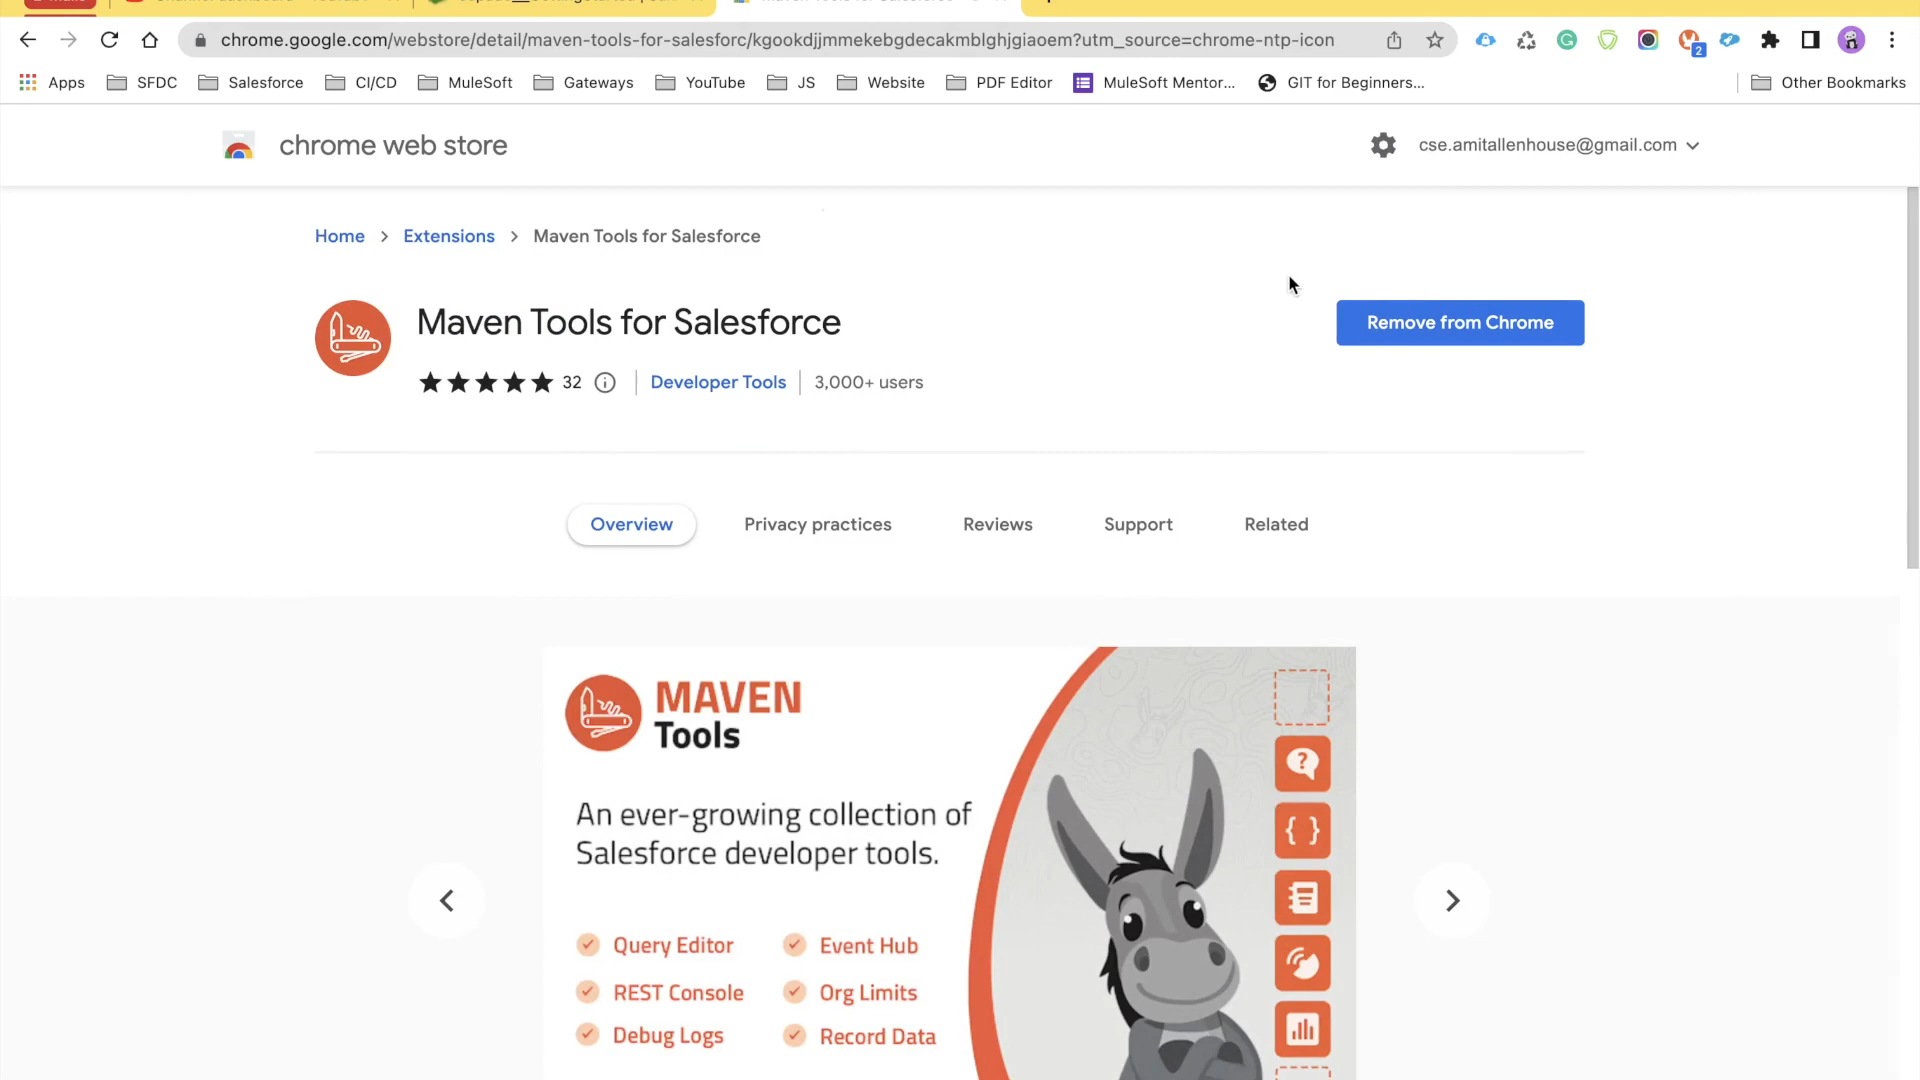 chrome.google.com/webstore/detail/maven-tools-for-salesforc/kgookdjjmmekebgdecakmblghjgiaoem?utm_source=chrome-ntp-icon
2
Apps SFDC Salesforce CI/CD MuleSoft Gateways YouTube JS Website PDF Editor MuleSoft Mentor... GIT for Beginners... Other Bookmarks
chrome web store
cse.amitallenhouse@gmail.com
Home > Extensions > Maven Tools for Salesforce
Maven Tools for Salesforce
Remove from Chrome
32 Developer Tools 3,000+ users
Overview Privacy practices Reviews Support Related
MAVEN
Tools
An ever-growing collection of
Salesforce developer tools.
Query Editor Event Hub
REST Console Org Limits
Debug Logs Record Data